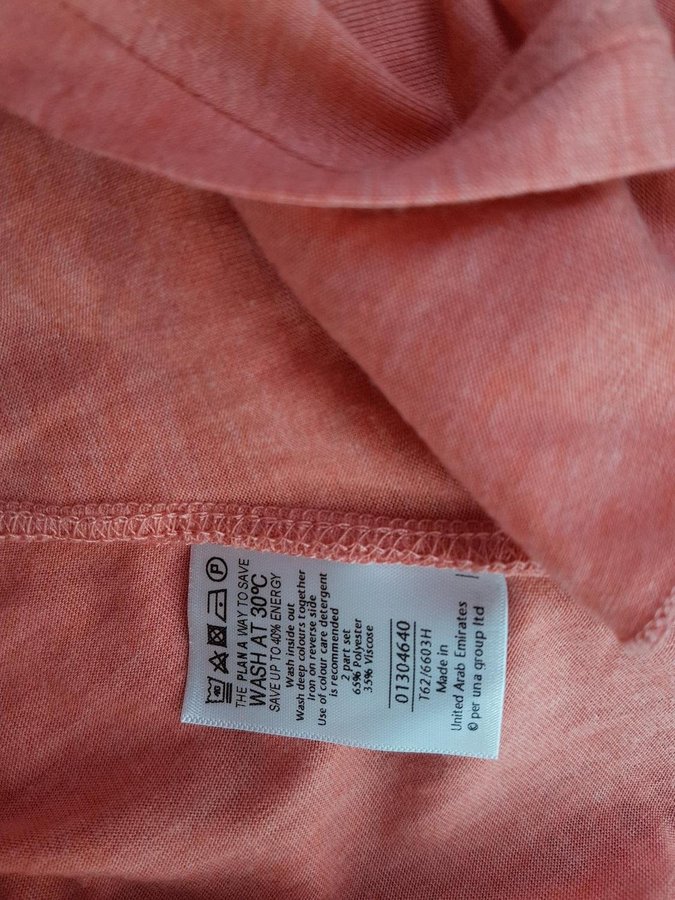 40
P
THE PLAN A WAY TO SAVE
WASH AT 30°C
SAVE UP TO 40% ENERGY
Wash inside out
Wash deep colours together
Iron on reverse side
Use of colour care detergent
is recommended
2 part set
65% Polyester
35% Viscose
01304640
T62/6603H
Made in
United Arab Emirates
© per una group ltd